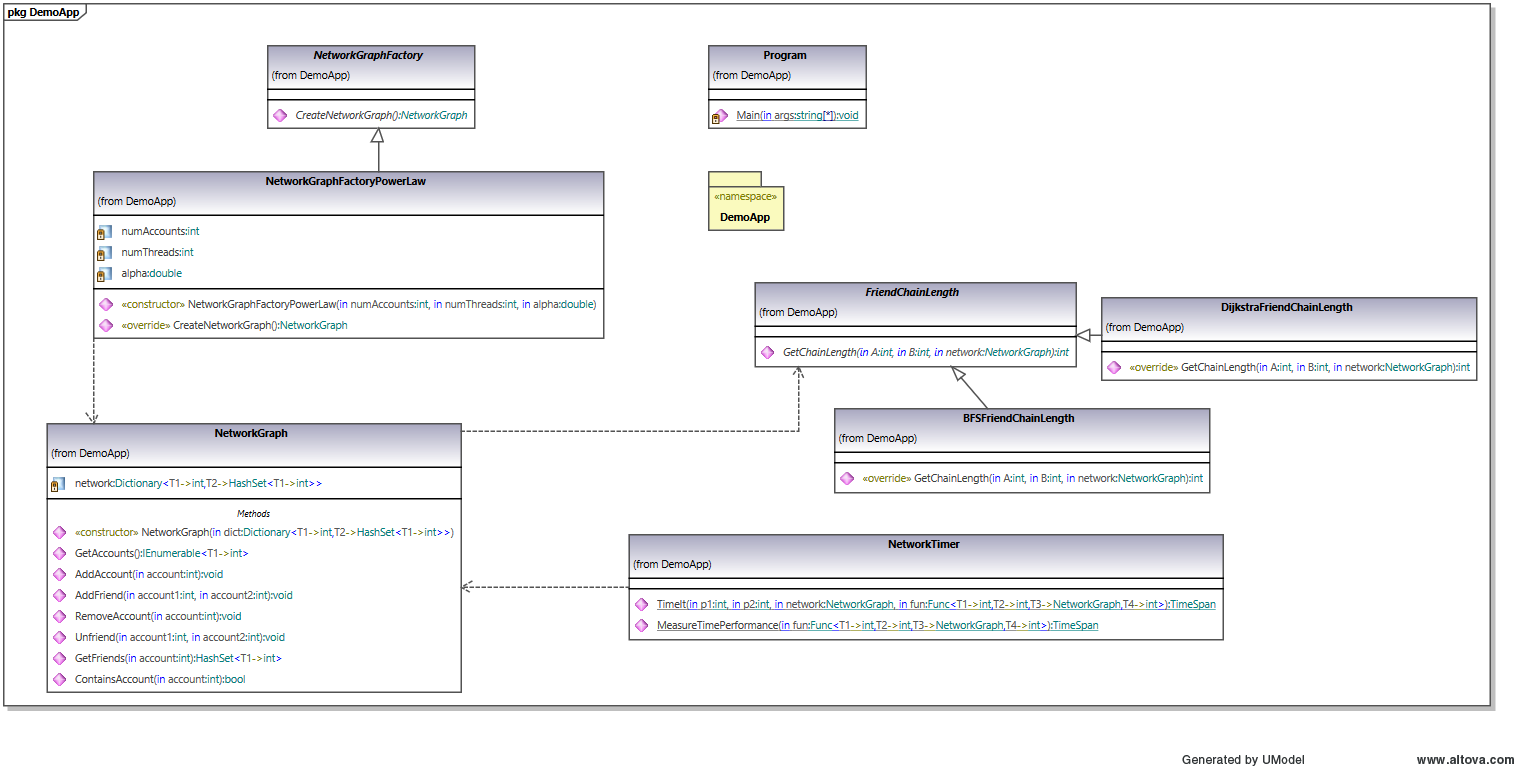 pkg DemoApp
NetworkGraphFactory
(from DemoApp)
CreateNetworkGraph():NetworkGraph
Program
(from DemoApp)
Main(in args:string[*]):void
NetworkGraphFactoryPowerLaw
(from DemoApp)
numAccounts:int
numThreads:int
alpha:double
«constructor» NetworkGraphFactoryPowerLaw(in numAccounts:int, in numThreads:int, in alpha:double)
«override» CreateNetworkGraph():NetworkGraph
«namespace»
DemoApp
FriendChainLength
(from DemoApp)
GetChainLength(in A:int, in B:int, in network:NetworkGraph):int
DijkstraFriendChainLength
(from DemoApp)
«override» GetChainLength(in A:int, in B:int, in network:NetworkGraph):int
BFSFriendChainLength
(from DemoApp)
«override» GetChainLength(in A:int, in B:int, in network:NetworkGraph):int
NetworkGraph
(from DemoApp)
network:Dictionary<T1->int,T2->HashSet<T1->int>>
Methods
«constructor» NetworkGraph(in dict:Dictionary<T1->int,T2->HashSet<T1->int>>)
GetAccounts():IEnumerable<T1->int>
AddAccount(in account:int):void
AddFriend(in account1:int, in account2:int):void
RemoveAccount(in account:int):void
Unfriend(in account1:int, in account2:int):void
GetFriends(in account:int):HashSet<T1->int>
ContainsAccount(in account:int):bool
NetworkTimer
(from DemoApp)
TimeIt(in p1:int, in p2:int, in network:NetworkGraph, in fun:Func<T1->int,T2->int,T3->NetworkGraph,T4->int>):TimeSpan
MeasureTimePerformance(in fun:Func<T1->int,T2->int,T3->NetworkGraph,T4->int>):TimeSpan
Generated by UModel
www.altova.com